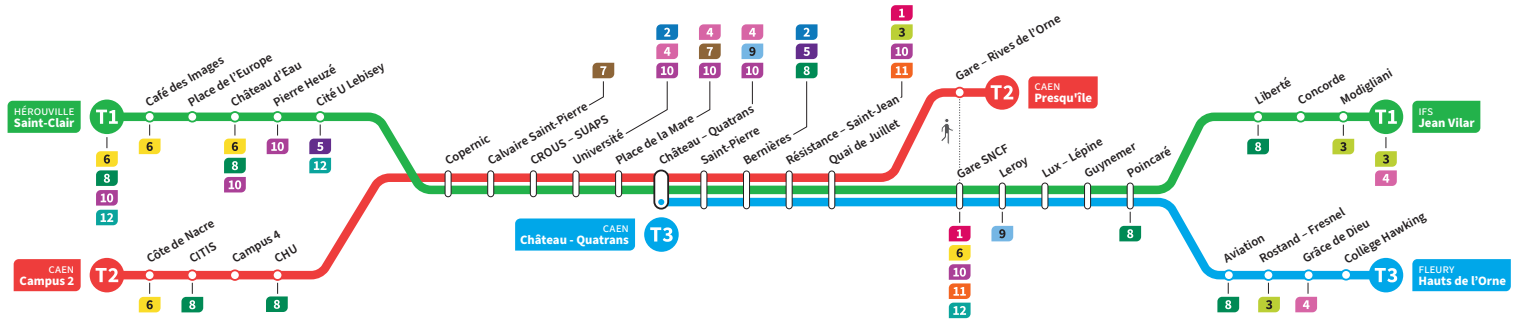 HÉROUVILLE
Saint-Clair
T1
6
8
10
12
Café des Images
6
Place de l'Europe
Château d'Eau
6
8
10
Pierre Heuzé
10
Cité U Lebisey
5
12
CAEN
Campus 2
T2
Côte de Nacre
6
CITIS
8
Campus 4
CHU
8
Copernic
Calvaire Saint-Pierre
7
CROUS – SUAPS
Université
2
4
10
Place de la Mare
4
7
10
Château – Quatrans
4
9
10
CAEN
Château - Quatrans
T3
Saint-Pierre
Bernières
2
5
8
Résistance – Saint-Jean
1
3
10
11
Quai de Juillet
Gare – Rives de l'Orne
T2
CAEN
Presqu'île
Gare SNCF
1
6
10
11
12
Leroy
9
Lux – Lépine
Guynemer
Poincaré
8
Liberté
8
Concorde
Modigliani
3
T1
3
4
IFS
Jean Vilar
Aviation
8
Rostand – Fresnel
3
Grâce de Dieu
4
Collège Hawking
T3
FLEURY
Hauts de l'Orne